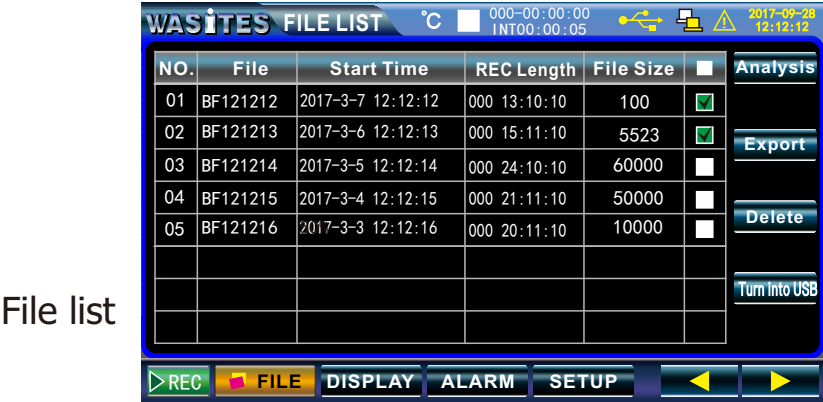 WASiTES FILE LIST ℃ 000-00:00:00 2017-09-28
INT00:00:05 12:12:12
NO. File Start Time REC Length File Size Analysis
01 BF121212 2017-3-7 12:12:12 000 13:10:10 100
02 BF121213 2017-3-6 12:12:13 000 15:11:10 5523 Export
03 BF121214 2017-3-5 12:12:14 000 24:10:10 60000
04 BF121215 2017-3-4 12:12:15 000 21:11:10 50000
05 BF121216 2017-3-3 12:12:16 000 20:11:10 10000 Delete
Turn into USB
File list
REC FILE DISPLAY ALARM SETUP